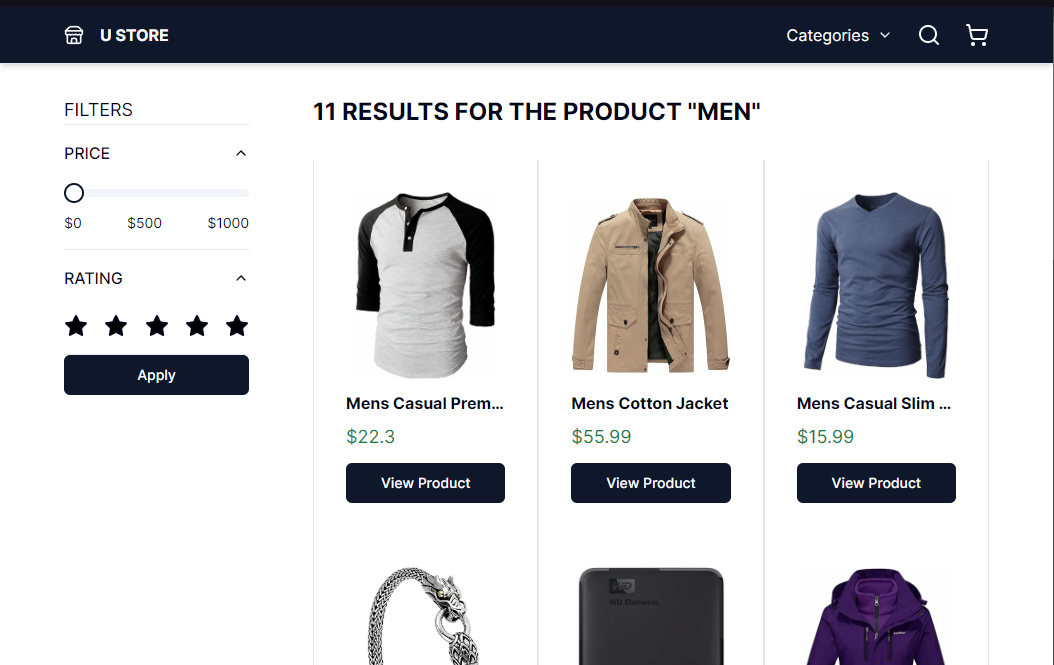 U STORE
Categories
FILTERS
PRICE
$0 $500 $1000
RATING
Apply
11 RESULTS FOR THE PRODUCT "MEN"
Mens Casual Prem...
$22.3
View Product
Mens Cotton Jacket
$55.99
View Product
Mens Casual Slim ...
$15.99
View Product
WD
WD Elements